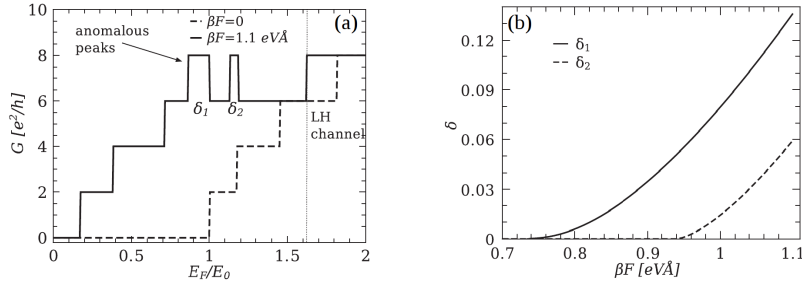 10
8
6
4
2
0
G [e²/h]
βF=0
βF=1.1 eVÅ
(a)
anomalous
peaks
δ₁
δ₂
LH
channel
0
0.5
1
1.5
2
E_F/E₀
(b)
δ₁
δ₂
0.12
0.09
0.06
0.03
0
δ
0.7
0.8
0.9
1
1.1
βF [eVÅ]